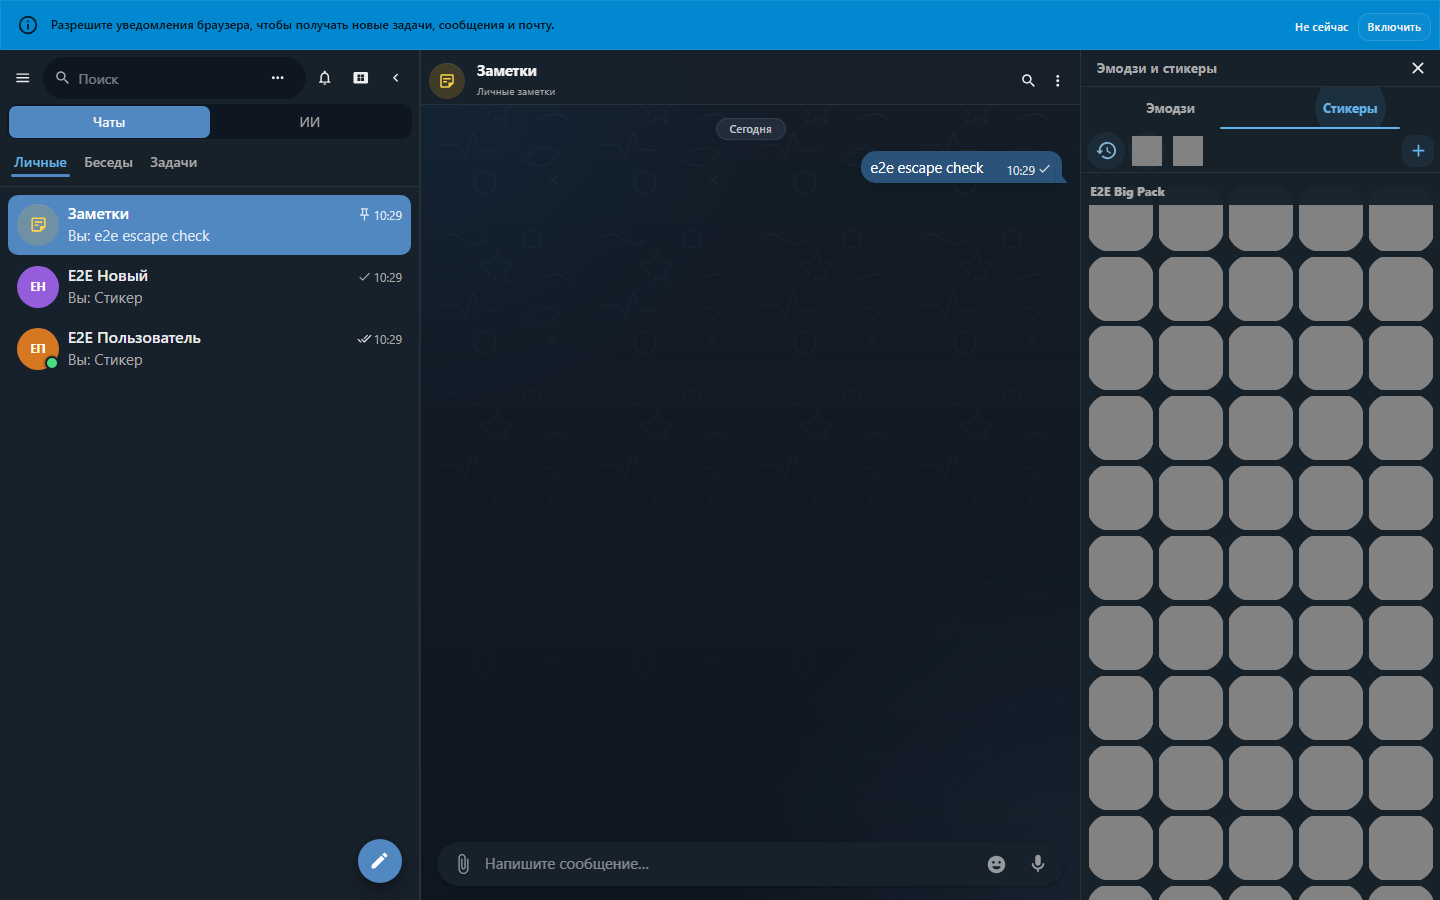 Разрешите уведомления браузера, чтобы получать новые задачи, сообщения и почту.
Не сейчас
Включить
Поиск
Чаты
ИИ
Личные
Беседы
Задачи
Заметки
10:29
Вы: e2e escape check
ЕН
E2E Новый
10:29
Вы: Стикер
ЕП
E2E Пользователь
10:29
Вы: Стикер
Заметки
Личные заметки
Сегодня
e2e escape check
10:29
Напишите сообщение...
Эмодзи и стикеры
Эмодзи
Стикеры
E2E Big Pack